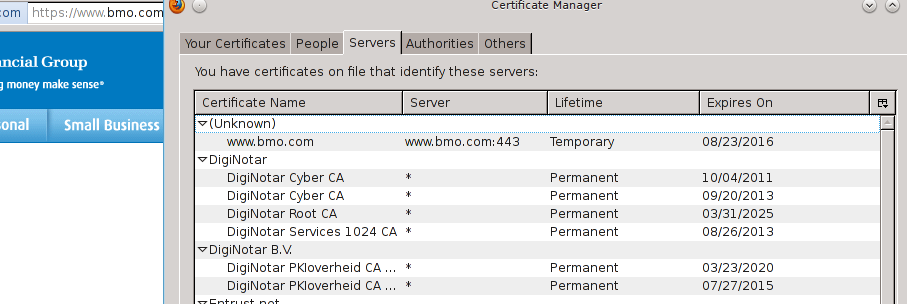 com https://www.bmo.com
Certificate Manager
ncial Group
g money make sense®
sonal Small Business
Your Certificates People Servers Authorities Others
You have certificates on file that identify these servers:
Certificate Name Server Lifetime Expires On
(Unknown)
www.bmo.com www.bmo.com:443 Temporary 08/23/2016
DigiNotar
DigiNotar Cyber CA * Permanent 10/04/2011
DigiNotar Cyber CA * Permanent 09/20/2013
DigiNotar Root CA * Permanent 03/31/2025
DigiNotar Services 1024 CA * Permanent 08/26/2013
DigiNotar B.V.
DigiNotar PKIoverheid CA ... * Permanent 03/23/2020
DigiNotar PKIoverheid CA ... * Permanent 07/27/2015
Entrust.net